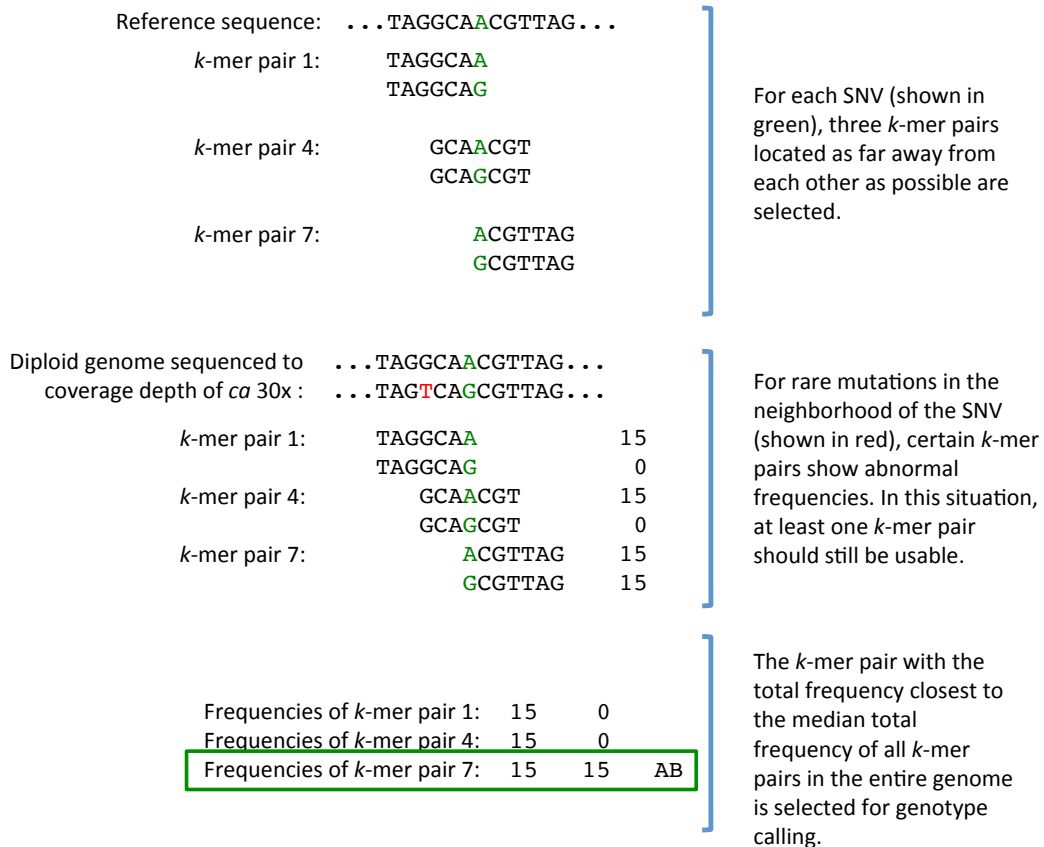 Reference sequence: ...TAGGCAAACGTTAG...
k-mer pair 1: TAGGCAA
TAGGCAG
k-mer pair 4: GCAACGT
GCAGCGT
k-mer pair 7: ACGTTAG
GCGTTAG
For each SNV (shown in
green), three k-mer pairs
located as far away from
each other as possible are
selected.
Diploid genome sequenced to ...TAGGCAACGTTAG...
coverage depth of ca 30x : ...TAGTCAGCGTTAG...
k-mer pair 1: TAGGCAA 15
TAGGCAG 0
k-mer pair 4: GCAACGT 15
GCAGCGT 0
k-mer pair 7: ACGTTAG 15
GCGTTAG 15
For rare mutations in the
neighborhood of the SNV
(shown in red), certain k-mer
pairs show abnormal
frequencies. In this situation,
at least one k-mer pair
should still be usable.
Frequencies of k-mer pair 1: 15 0
Frequencies of k-mer pair 4: 15 0
Frequencies of k-mer pair 7: 15 15 AB
The k-mer pair with the
total frequency closest to
the median total
frequency of all k-mer
pairs in the entire genome
is selected for genotype
calling.